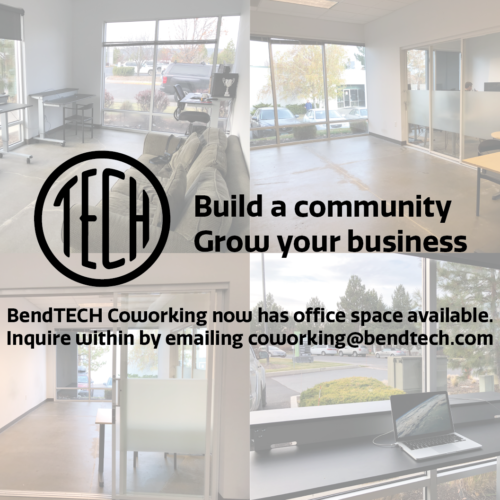 TECH
Build a community
Grow your business
BendTECH Coworking now has office space available.
Inquire within by emailing coworking@bendtech.com